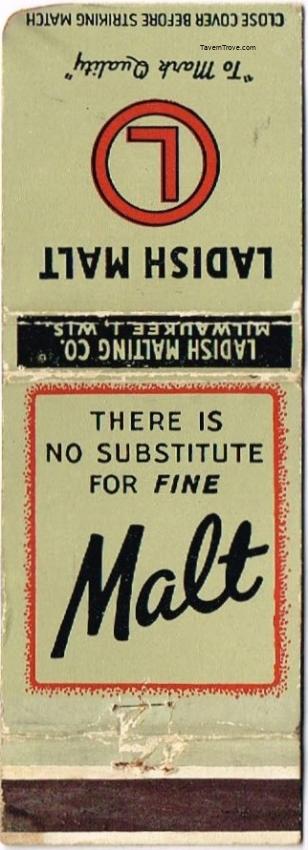 TavernTrove.com
CLOSE COVER BEFORE STRIKING MATCH
"To Mark Quality"
L
LADISH MALT
LADISH MALTING CO.
MILWAUKEE 1, WIS.
THERE IS
NO SUBSTITUTE
FOR FINE
Malt